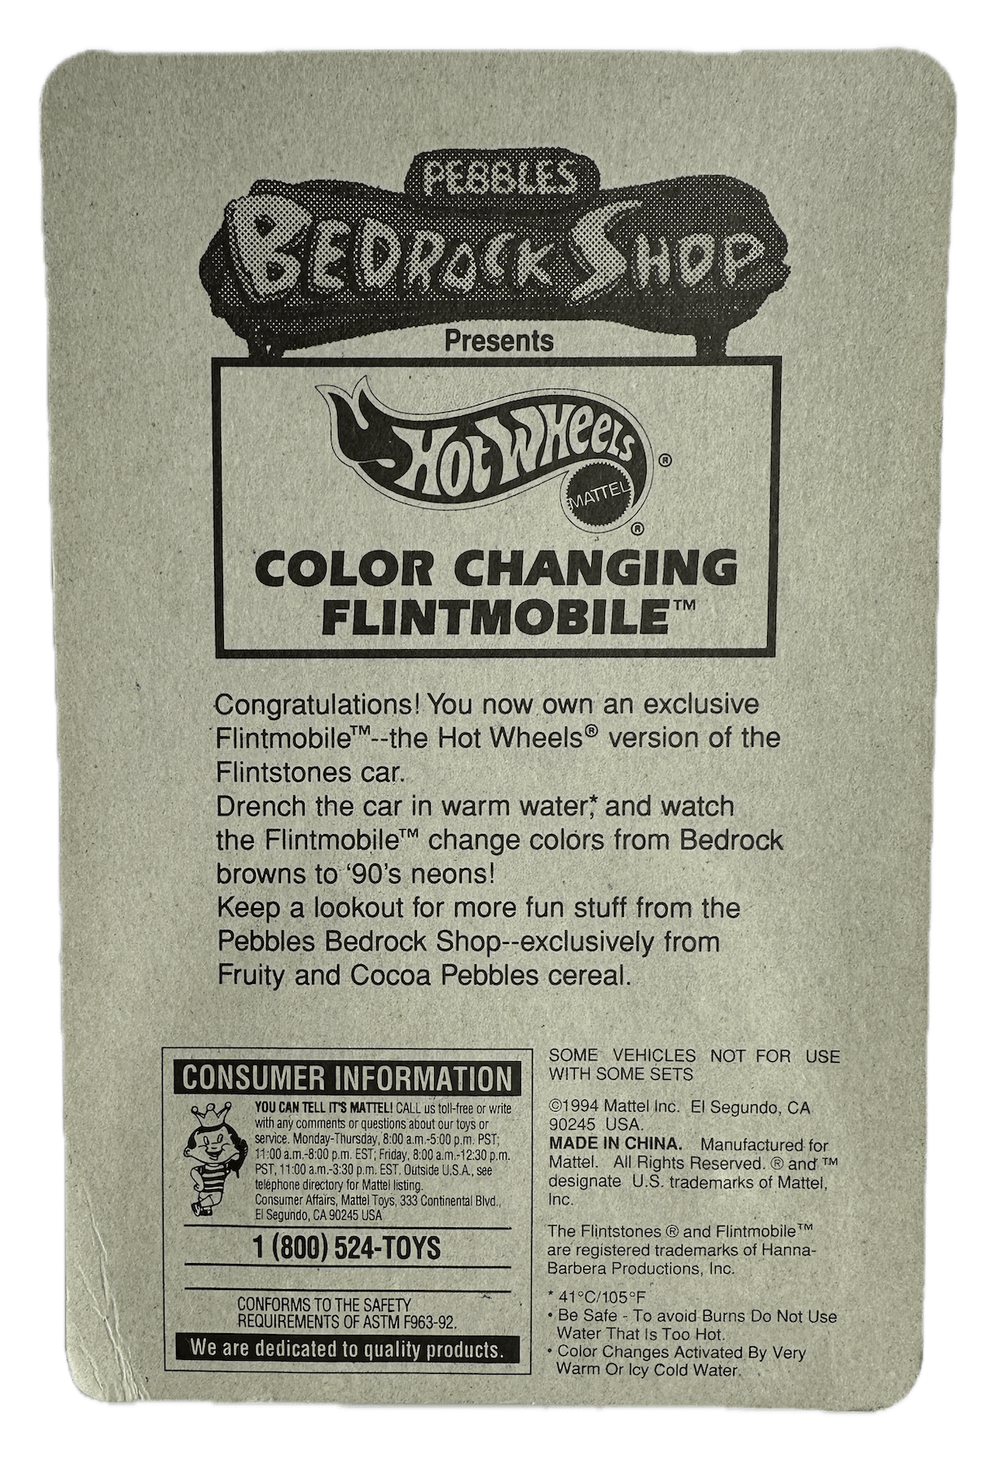 PEBBLES
BEDROCK SHOP
Presents
HOT WHEELS ®
MATTEL
®
COLOR CHANGING
FLINTMOBILE™
Congratulations! You now own an exclusive
Flintmobile™--the Hot Wheels® version of the
Flintstones car.
Drench the car in warm water,* and watch
the Flintmobile™ change colors from Bedrock
browns to ‘90’s neons!
Keep a lookout for more fun stuff from the
Pebbles Bedrock Shop--exclusively from
Fruity and Cocoa Pebbles cereal.
CONSUMER INFORMATION
YOU CAN TELL IT'S MATTEL! CALL us toll-free or write
with any comments or questions about our toys or
service. Monday-Thursday, 8:00 a.m.-5:00 p.m. PST;
11:00 a.m.-8:00 p.m. EST; Friday, 8:00 a.m.-12:30 p.m.
PST, 11:00 a.m.-3:30 p.m. EST. Outside U.S.A., see
telephone directory for Mattel listing.
Consumer Affairs, Mattel Toys, 333 Continental Blvd.,
El Segundo, CA 90245 USA
1 (800) 524-TOYS
CONFORMS TO THE SAFETY
REQUIREMENTS OF ASTM F963-92.
We are dedicated to quality products.
SOME VEHICLES NOT FOR USE
WITH SOME SETS
©1994 Mattel Inc. El Segundo, CA
90245 USA.
MADE IN CHINA. Manufactured for
Mattel. All Rights Reserved. ® and ™
designate U.S. trademarks of Mattel,
Inc.
The Flintstones ® and Flintmobile™
are registered trademarks of Hanna-
Barbera Productions, Inc.
* 41°C/105°F
• Be Safe - To avoid Burns Do Not Use
Water That Is Too Hot.
• Color Changes Activated By Very
Warm Or Icy Cold Water.